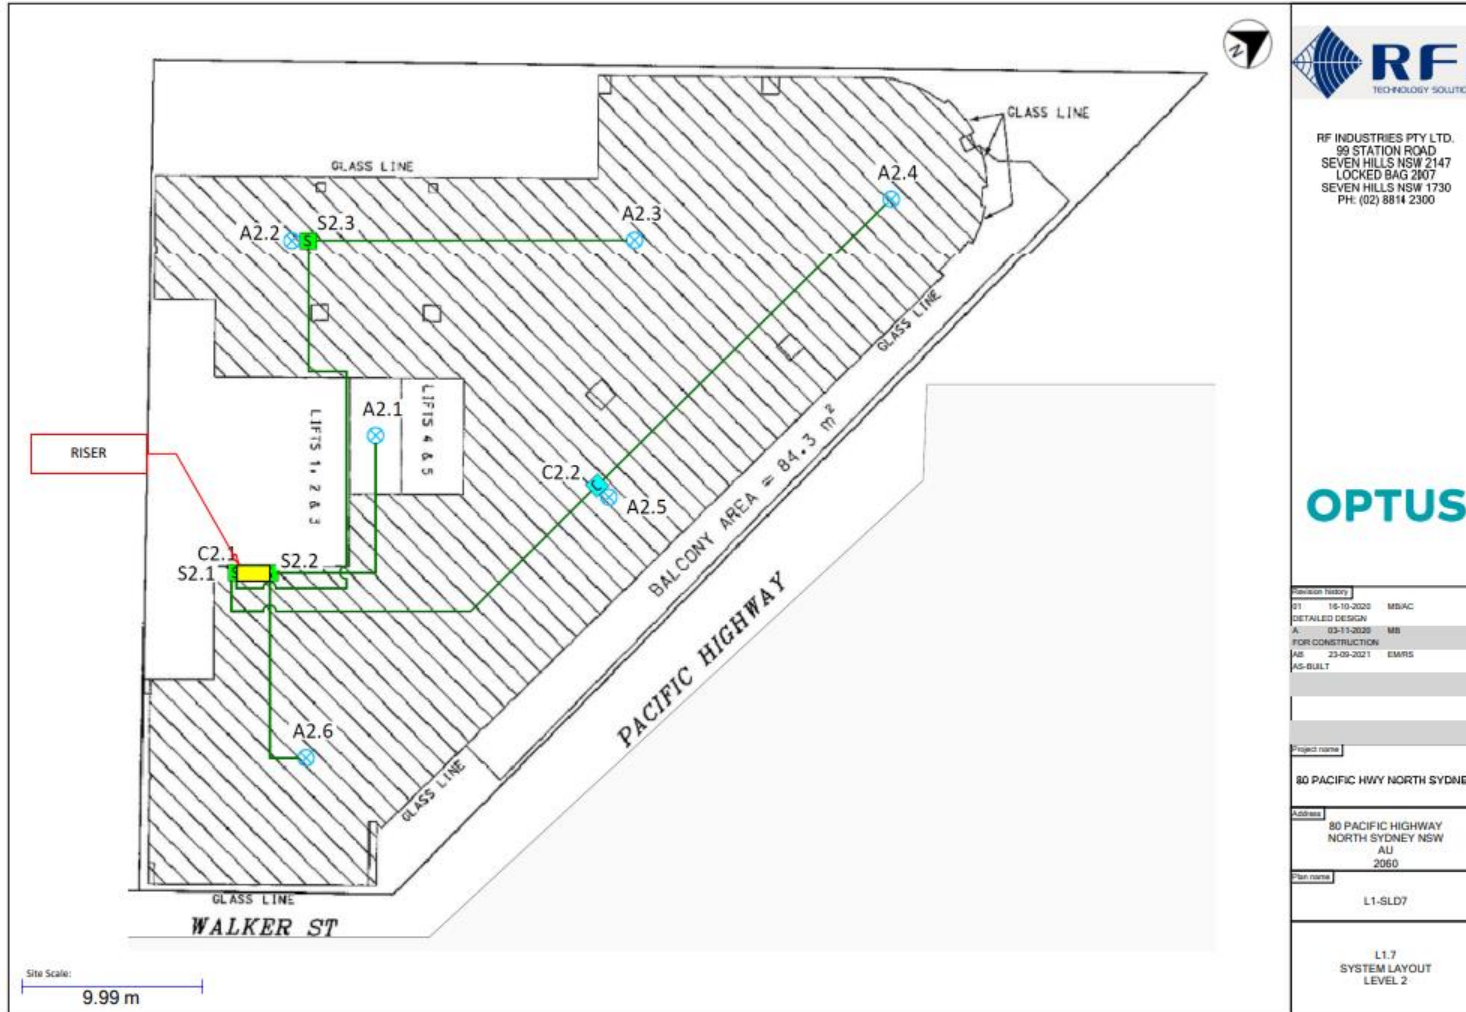 N
GLASS LINE
GLASS LINE
A2.4
A2.3
S2.3
A2.2
GLASS LINE
A2.1
LIFTS 4 & 5
LIFTS 1, 2 & 3
RISER
BALCONY AREA = 84.3 m²
C2.2
C
A2.5
C2.1
S2.2
S2.1
PACIFIC HIGHWAY
A2.6
GLASS LINE
GLASS LINE
WALKER ST
Site Scale:
9.99 m
RF
TECHNOLOGY SOLUTIO
RF INDUSTRIES PTY LTD.
99 STATION ROAD
SEVEN HILLS NSW 2147
LOCKED BAG 2007
SEVEN HILLS NSW 1730
PH: (02) 8814 2300
OPTUS
Revision history
01 16-10-2020 MB/AC
DETAILED DESIGN
A 03-11-2020 MB
FOR CONSTRUCTION
AB 23-09-2021 EM/RS
AS-BUILT
Project name
80 PACIFIC HWY NORTH SYDNE
Address
80 PACIFIC HIGHWAY
NORTH SYDNEY NSW
AU
2060
Plan name
L1-SLD7
L1.7
SYSTEM LAYOUT
LEVEL 2